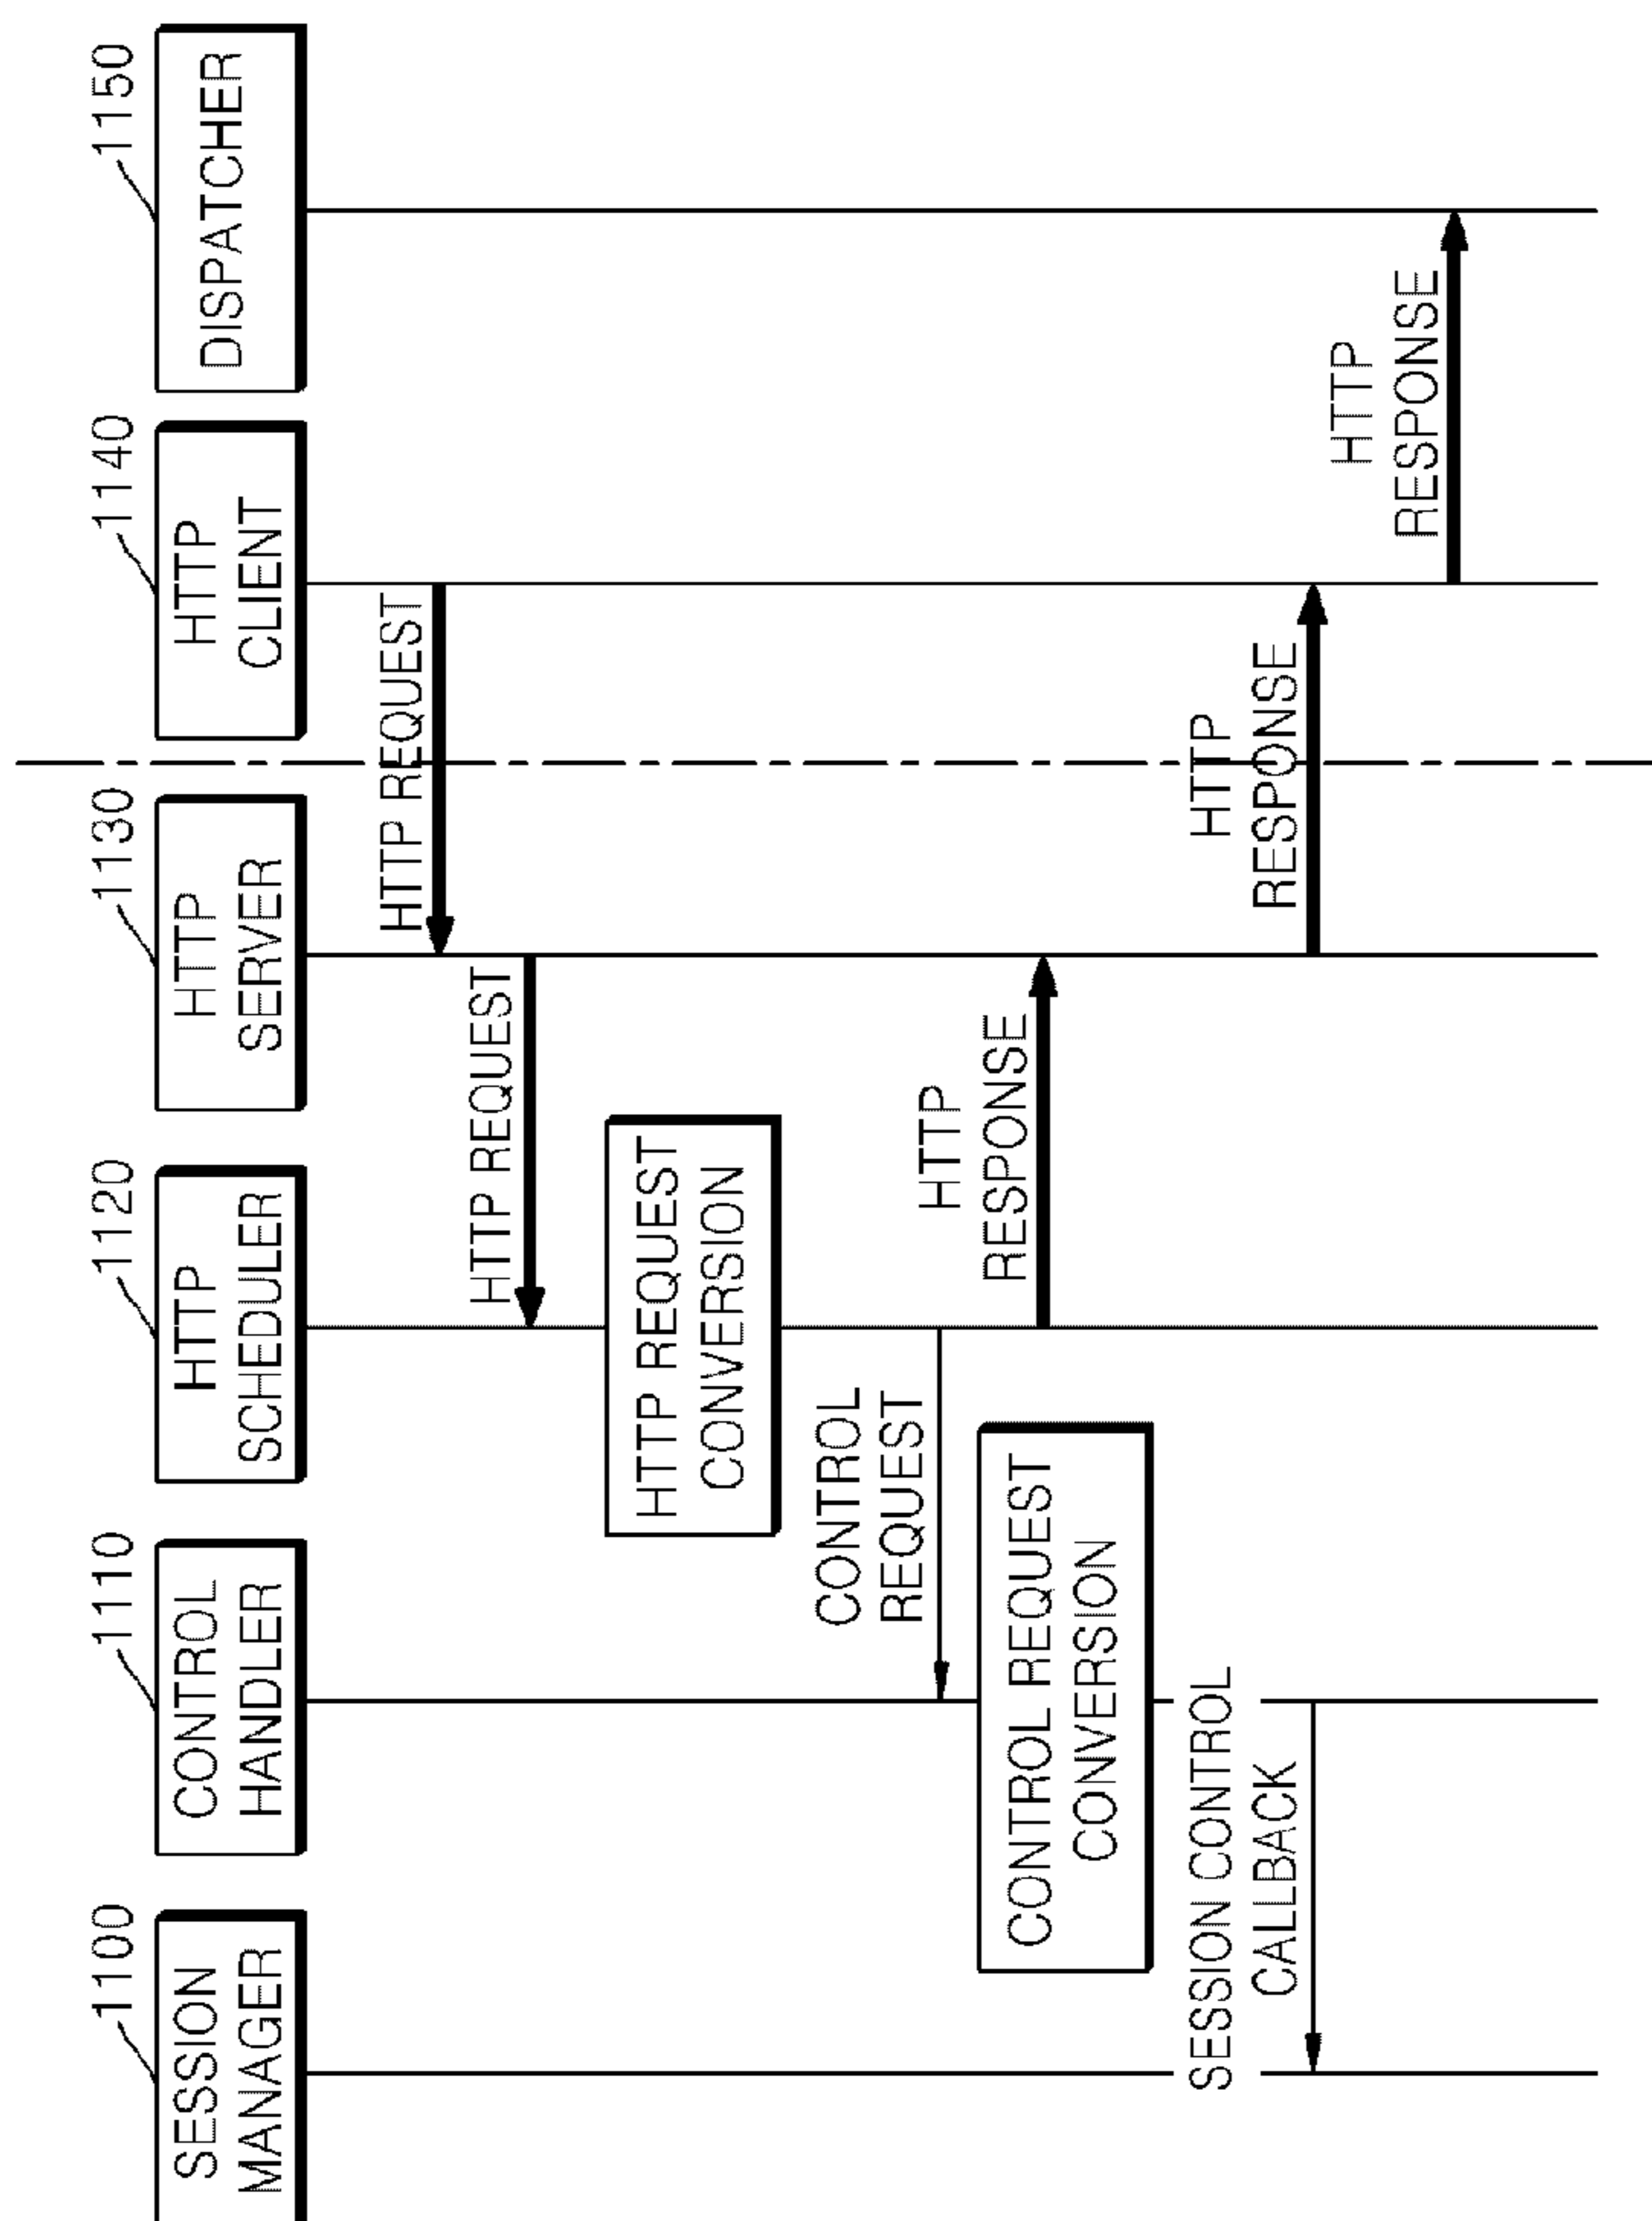 1100
SESSION
MANAGER
1110
CONTROL
HANDLER
1120
HTTP
SCHEDULER
1130
HTTP
SERVER
1140
HTTP
CLIENT
1150
DISPATCHER
HTTP REQUEST
HTTP REQUEST
HTTP REQUEST
CONVERSION
CONTROL
REQUEST
HTTP
RESPONSE
CONTROL REQUEST
CONVERSION
SESSION CONTROL
CALLBACK
HTTP
RESPONSE
HTTP
RESPONSE